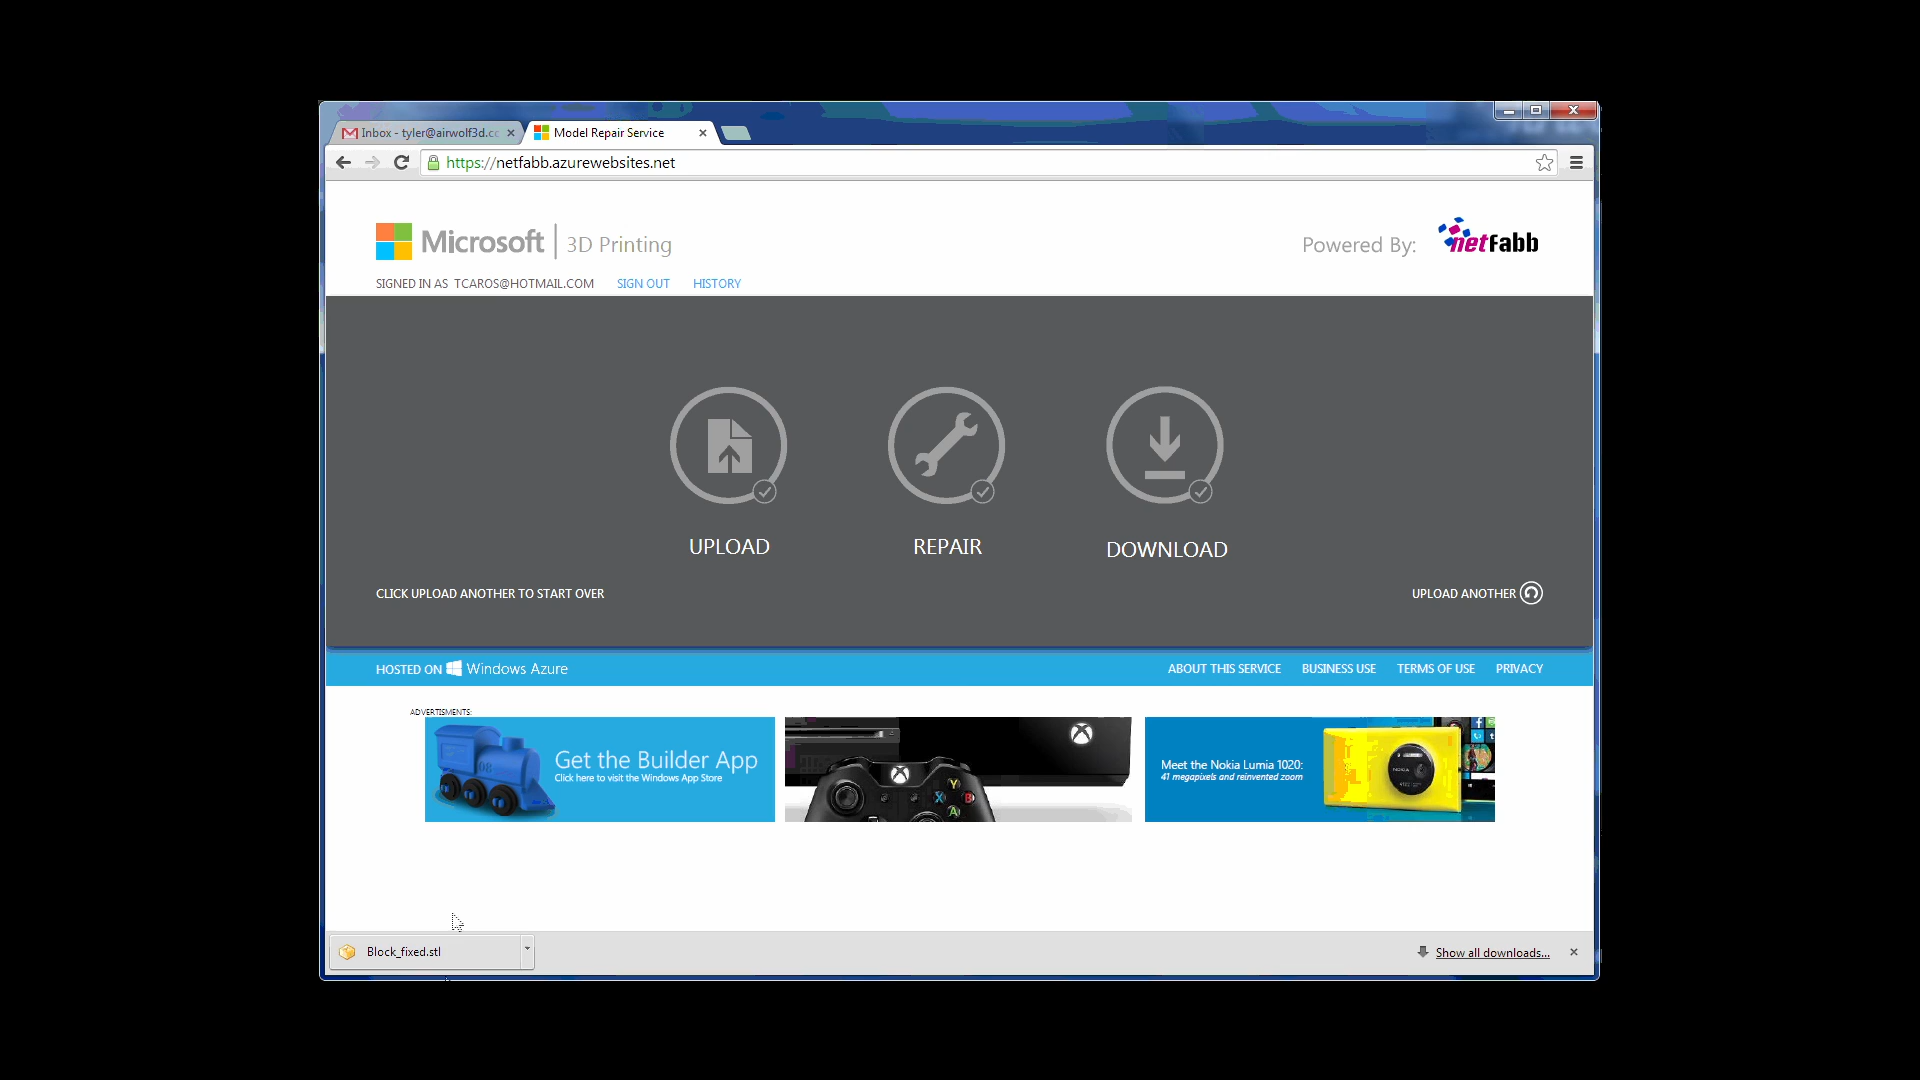 Inbox - tyler@airwolf3d.cc
Model Repair Service
https://netfabb.azurewebsites.net
Microsoft
3D Printing
Powered By:
netfabb
SIGNED IN AS TCAROS@HOTMAIL.COM
SIGN OUT
HISTORY
UPLOAD
REPAIR
DOWNLOAD
CLICK UPLOAD ANOTHER TO START OVER
UPLOAD ANOTHER
HOSTED ON Windows Azure
ABOUT THIS SERVICE
BUSINESS USE
TERMS OF USE
PRIVACY
ADVERTISMENTS:
Get the Builder App
Click here to visit the Windows App Store
Y
X
B
A
Meet the Nokia Lumia 1020:
41 megapixels and reinvented zoom
NOKIA
Block_fixed.stl
Show all downloads...